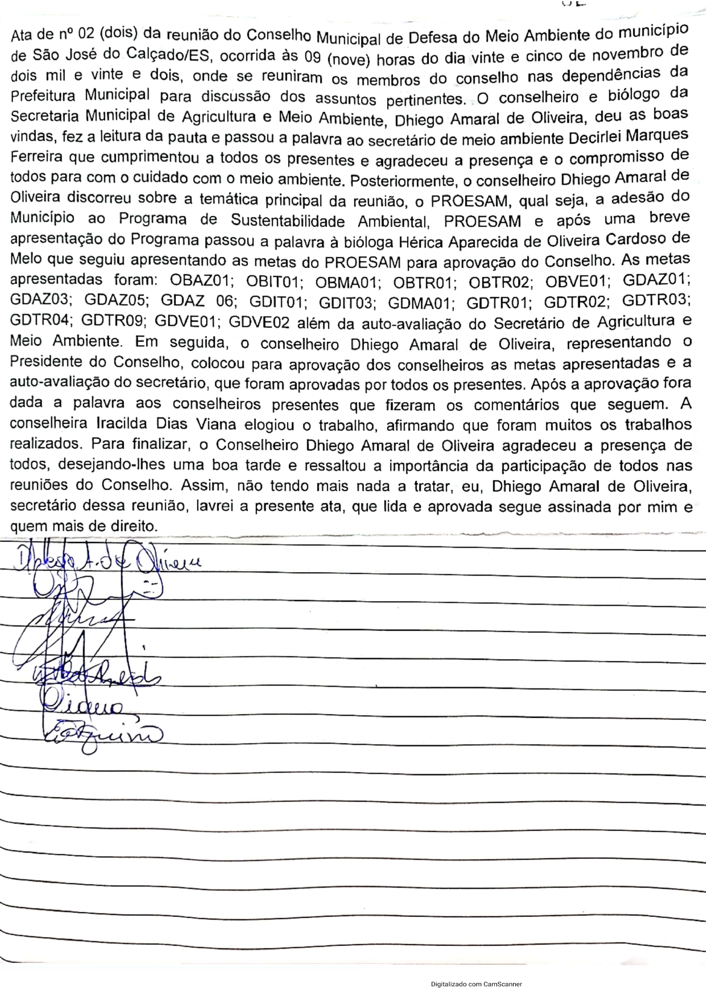 Ata de nº 02 (dois) da reunião do Conselho Municipal de Defesa do Meio Ambiente do município
de São José do Calçado/ES, ocorrida às 09 (nove) horas do dia vinte e cinco de novembro de
dois mil e vinte e dois, onde se reuniram os membros do conselho nas dependências da
Prefeitura Municipal para discussão dos assuntos pertinentes. O conselheiro e biólogo da
Secretaria Municipal de Agricultura e Meio Ambiente, Dhiego Amaral de Oliveira, deu as boas
vindas, fez a leitura da pauta e passou a palavra ao secretário de meio ambiente Decirlei Marques
Ferreira que cumprimentou a todos os presentes e agradeceu a presença e o compromisso de
todos para com o cuidado com o meio ambiente. Posteriormente, o conselheiro Dhiego Amaral de
Oliveira discorreu sobre a temática principal da reunião, o PROESAM, qual seja, a adesão do
Município ao Programa de Sustentabilidade Ambiental, PROESAM e após uma breve
apresentação do Programa passou a palavra à bióloga Hérica Aparecida de Oliveira Cardoso de
Melo que seguiu apresentando as metas do PROESAM para aprovação do Conselho. As metas
apresentadas foram: OBAZ01; OBIT01; OBMA01; OBTR01; OBTR02; OBVE01; GDAZ01;
GDAZ03; GDAZ05; GDAZ 06; GDIT01; GDIT03; GDMA01; GDTR01; GDTR02; GDTR03;
GDTR04; GDTR09; GDVE01; GDVE02 além da auto-avaliação do Secretário de Agricultura e
Meio Ambiente. Em seguida, o conselheiro Dhiego Amaral de Oliveira, representando o
Presidente do Conselho, colocou para aprovação dos conselheiros as metas apresentadas e a
auto-avaliação do secretário, que foram aprovadas por todos os presentes. Após a aprovação fora
dada a palavra aos conselheiros presentes que fizeram os comentários que seguem. A
conselheira Iracilda Dias Viana elogiou o trabalho, afirmando que foram muitos os trabalhos
realizados. Para finalizar, o Conselheiro Dhiego Amaral de Oliveira agradeceu a presença de
todos, desejando-lhes uma boa tarde e ressaltou a importância da participação de todos nas
reuniões do Conselho. Assim, não tendo mais nada a tratar, eu, Dhiego Amaral de Oliveira,
secretário dessa reunião, lavrei a presente ata, que lida e aprovada segue assinada por mim e
quem mais de direito.
Dhiego A. de Oliveira
Digitalizado com CamScanner